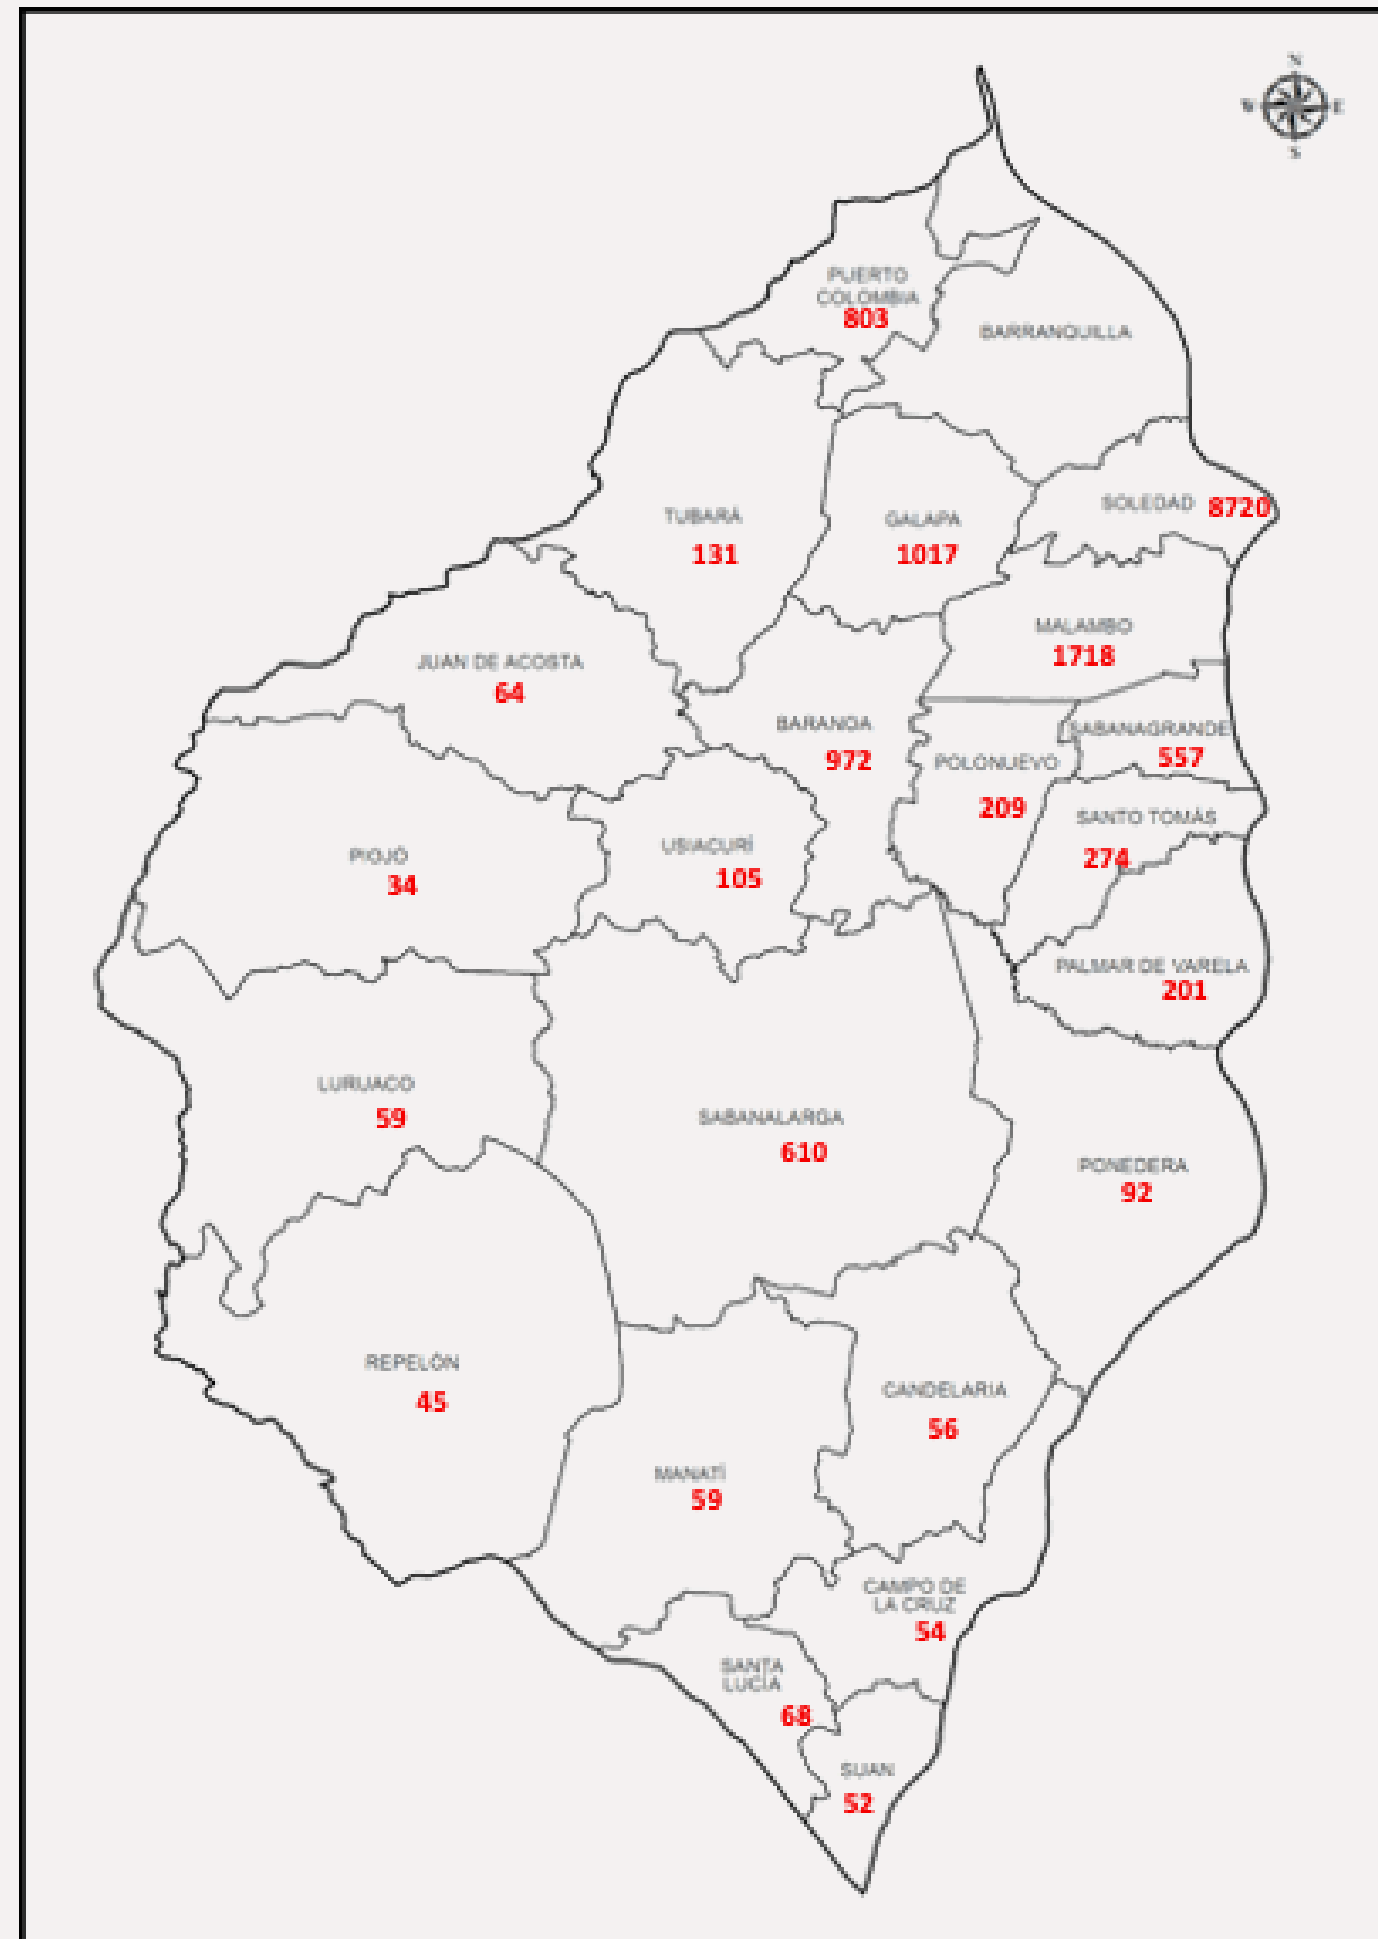 N
W E
S
PUERTO
COLOMBIA
803
BARRANQUILLA
SOLEDAD 8720
TUBARÁ
131
GALAPA
1017
MALAMBO
1718
JUAN DE ACOSTA
64
BARANOA
972
SABANAGRANDE
557
POLONUEVO
209
SANTO TOMÁS
274
USIACURÍ
105
PIOJÓ
34
PALMAR DE VARELA
201
LURUACO
59
SABANALARGA
610
PONEDERA
92
REPELÓN
45
CANDELARIA
56
MANATÍ
59
CAMPO DE
LA CRUZ
54
SANTA
LUCÍA
68
SUAN
52